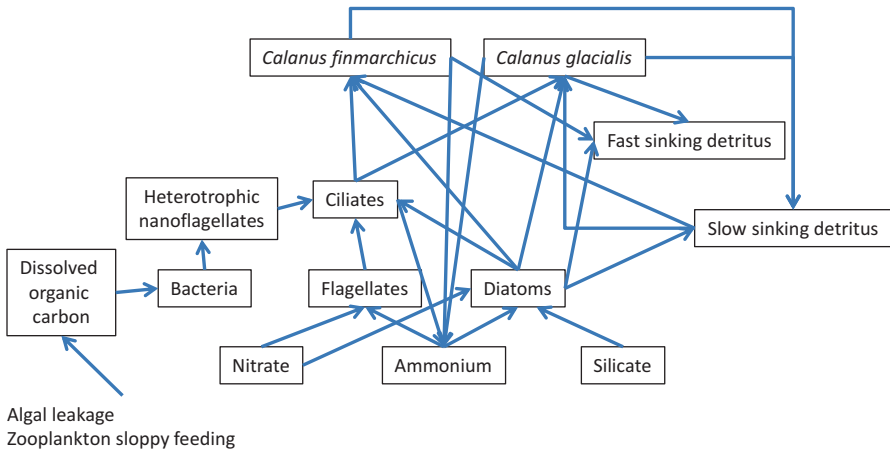 Calanus finmarchicus
Calanus glacialis
Fast sinking detritus
Heterotrophic
nanoflagellates
Ciliates
Slow sinking detritus
Dissolved
organic
carbon
Bacteria
Flagellates
Diatoms
Nitrate
Ammonium
Silicate
Algal leakage
Zooplankton sloppy feeding